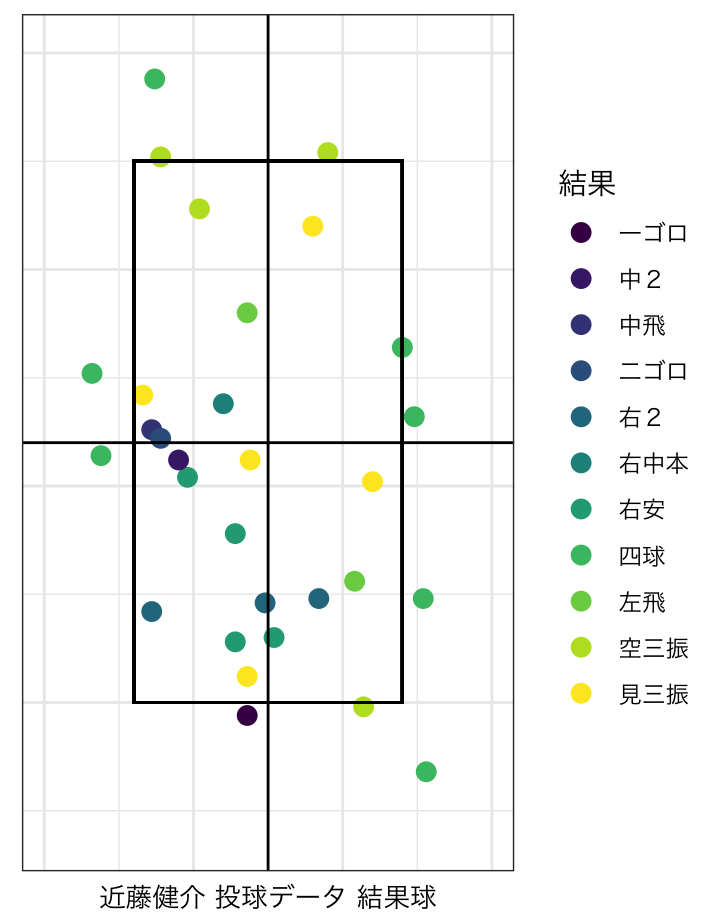 結果
一ゴロ
中２
中飛
二ゴロ
右２
右中本
右安
四球
左飛
空三振
見三振
近藤健介 投球データ 結果球